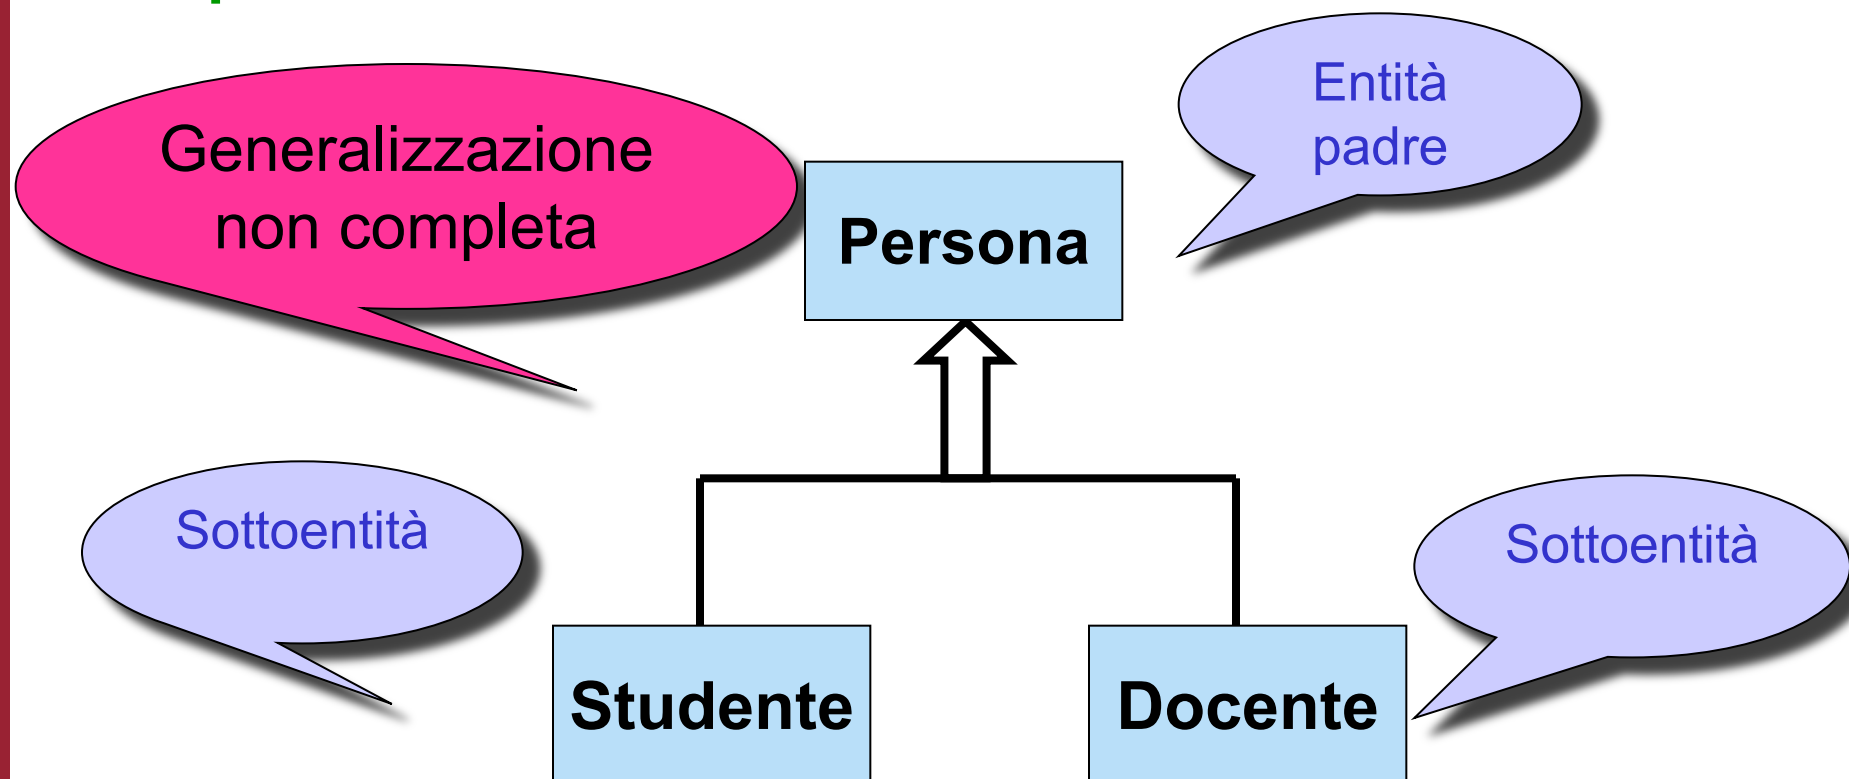 Generalizzazione
non completa
Entità
padre
Persona
Sottoentità
Sottoentità
Studente
Docente